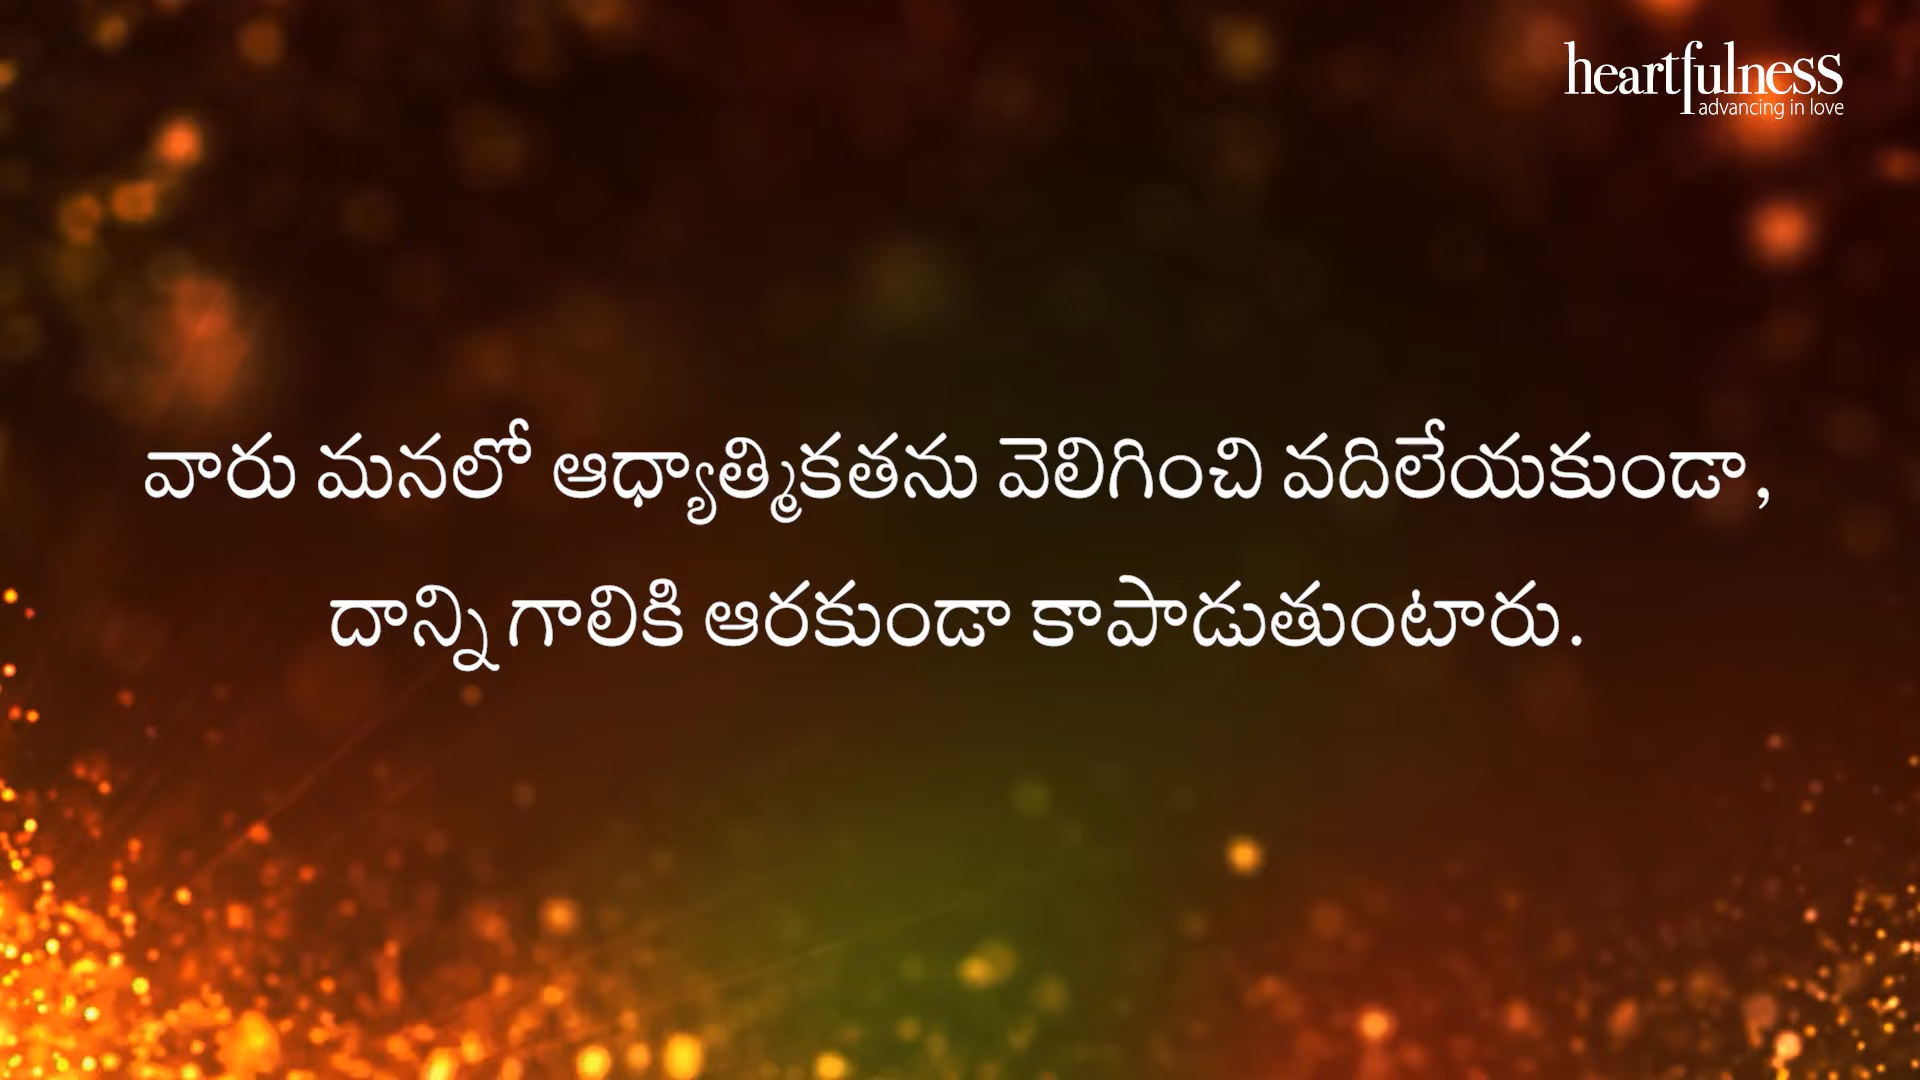 heartfulness
advancing in love
వారు మనలో ఆధ్యాత్మికతను వెలిగించి వదిలేయకుండా,
దాన్ని గాలికి ఆరకుండా కాపాడుతుంటారు.